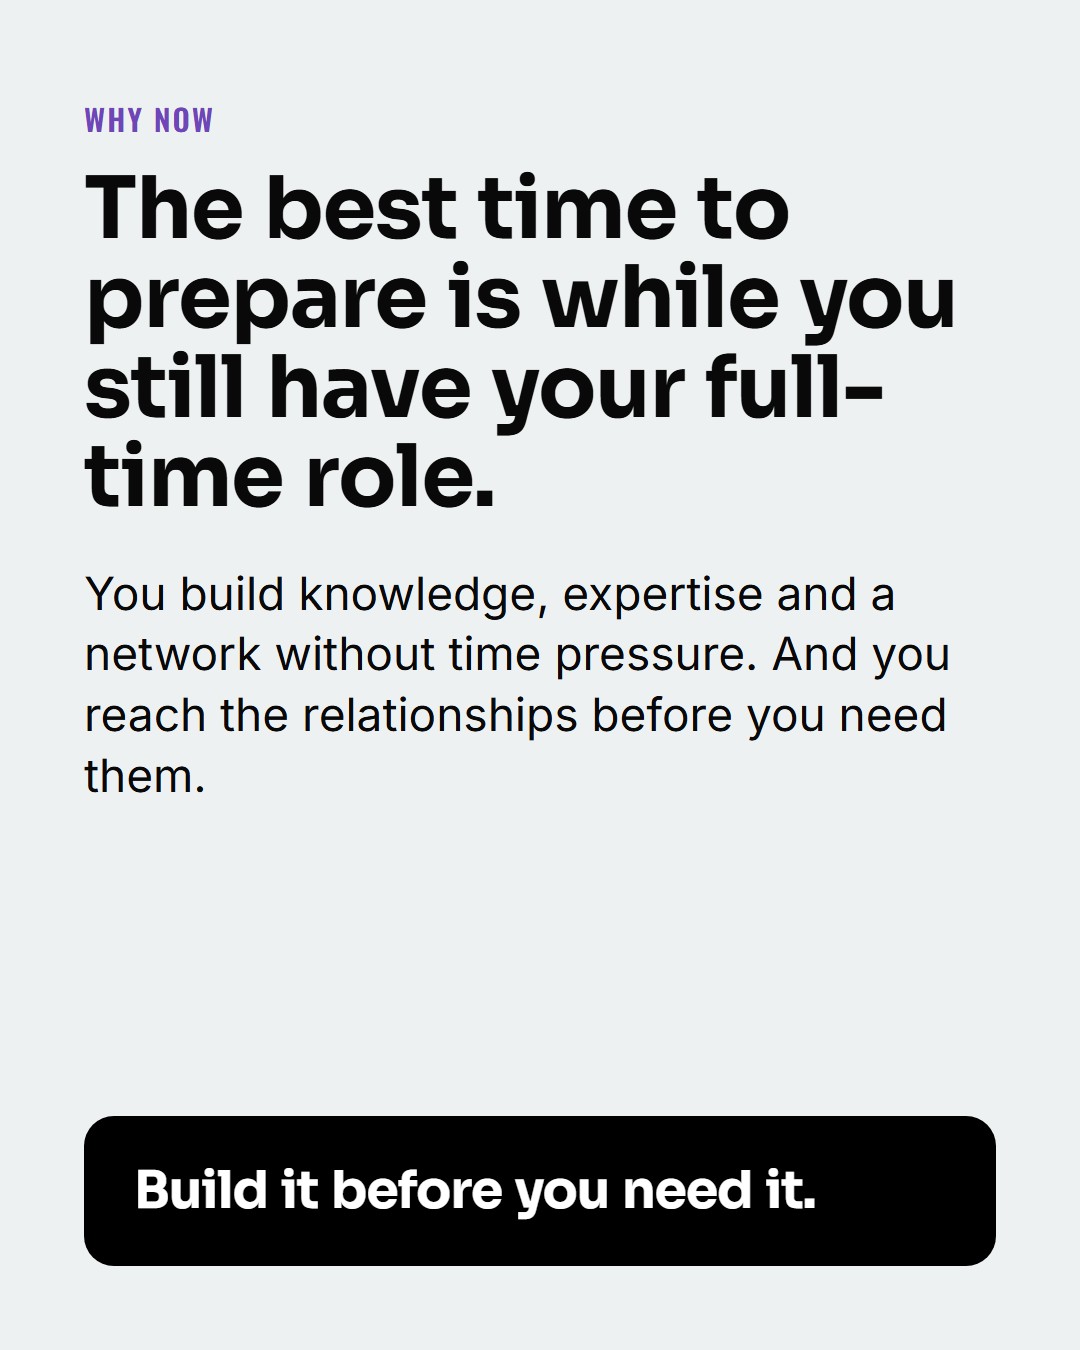 WHY NOW
The best time to
prepare is while you
still have your full-
time role.
You build knowledge, expertise and a
network without time pressure. And you
reach the relationships before you need
them.
Build it before you need it.